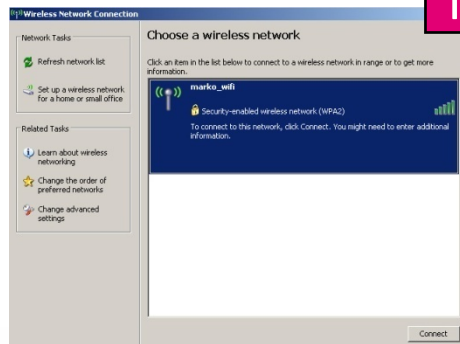 Wireless Network Connection
Network Tasks
Refresh network list
Set up a wireless network
for a home or small office
Related Tasks
Learn about wireless
networking
Change the order of
preferred networks
Change advanced
settings
Choose a wireless network
Click an item in the list below to connect to a wireless network in range or to get more
information.
marko_wifi
Security-enabled wireless network (WPA2)
To connect to this network, click Connect. You might need to enter additional
information.
Connect